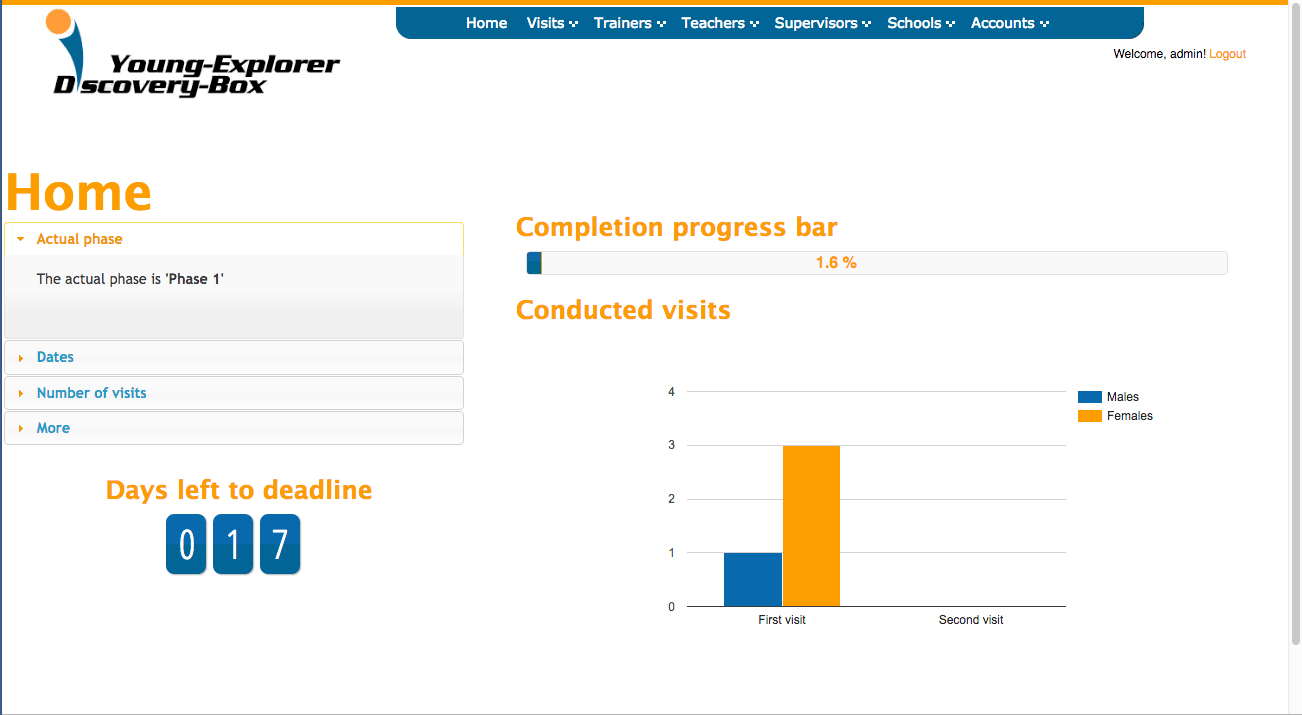 Home Visits Trainers Teachers Supervisors Schools Accounts
Welcome, admin! Logout
Young-Explorer
Discovery-Box
Home
Actual phase
The actual phase is 'Phase 1'
Dates
Number of visits
More
Days left to deadline
0 1 7
Completion progress bar
1.6 %
Conducted visits
4
3
2
1
0
First visit Second visit
Males
Females